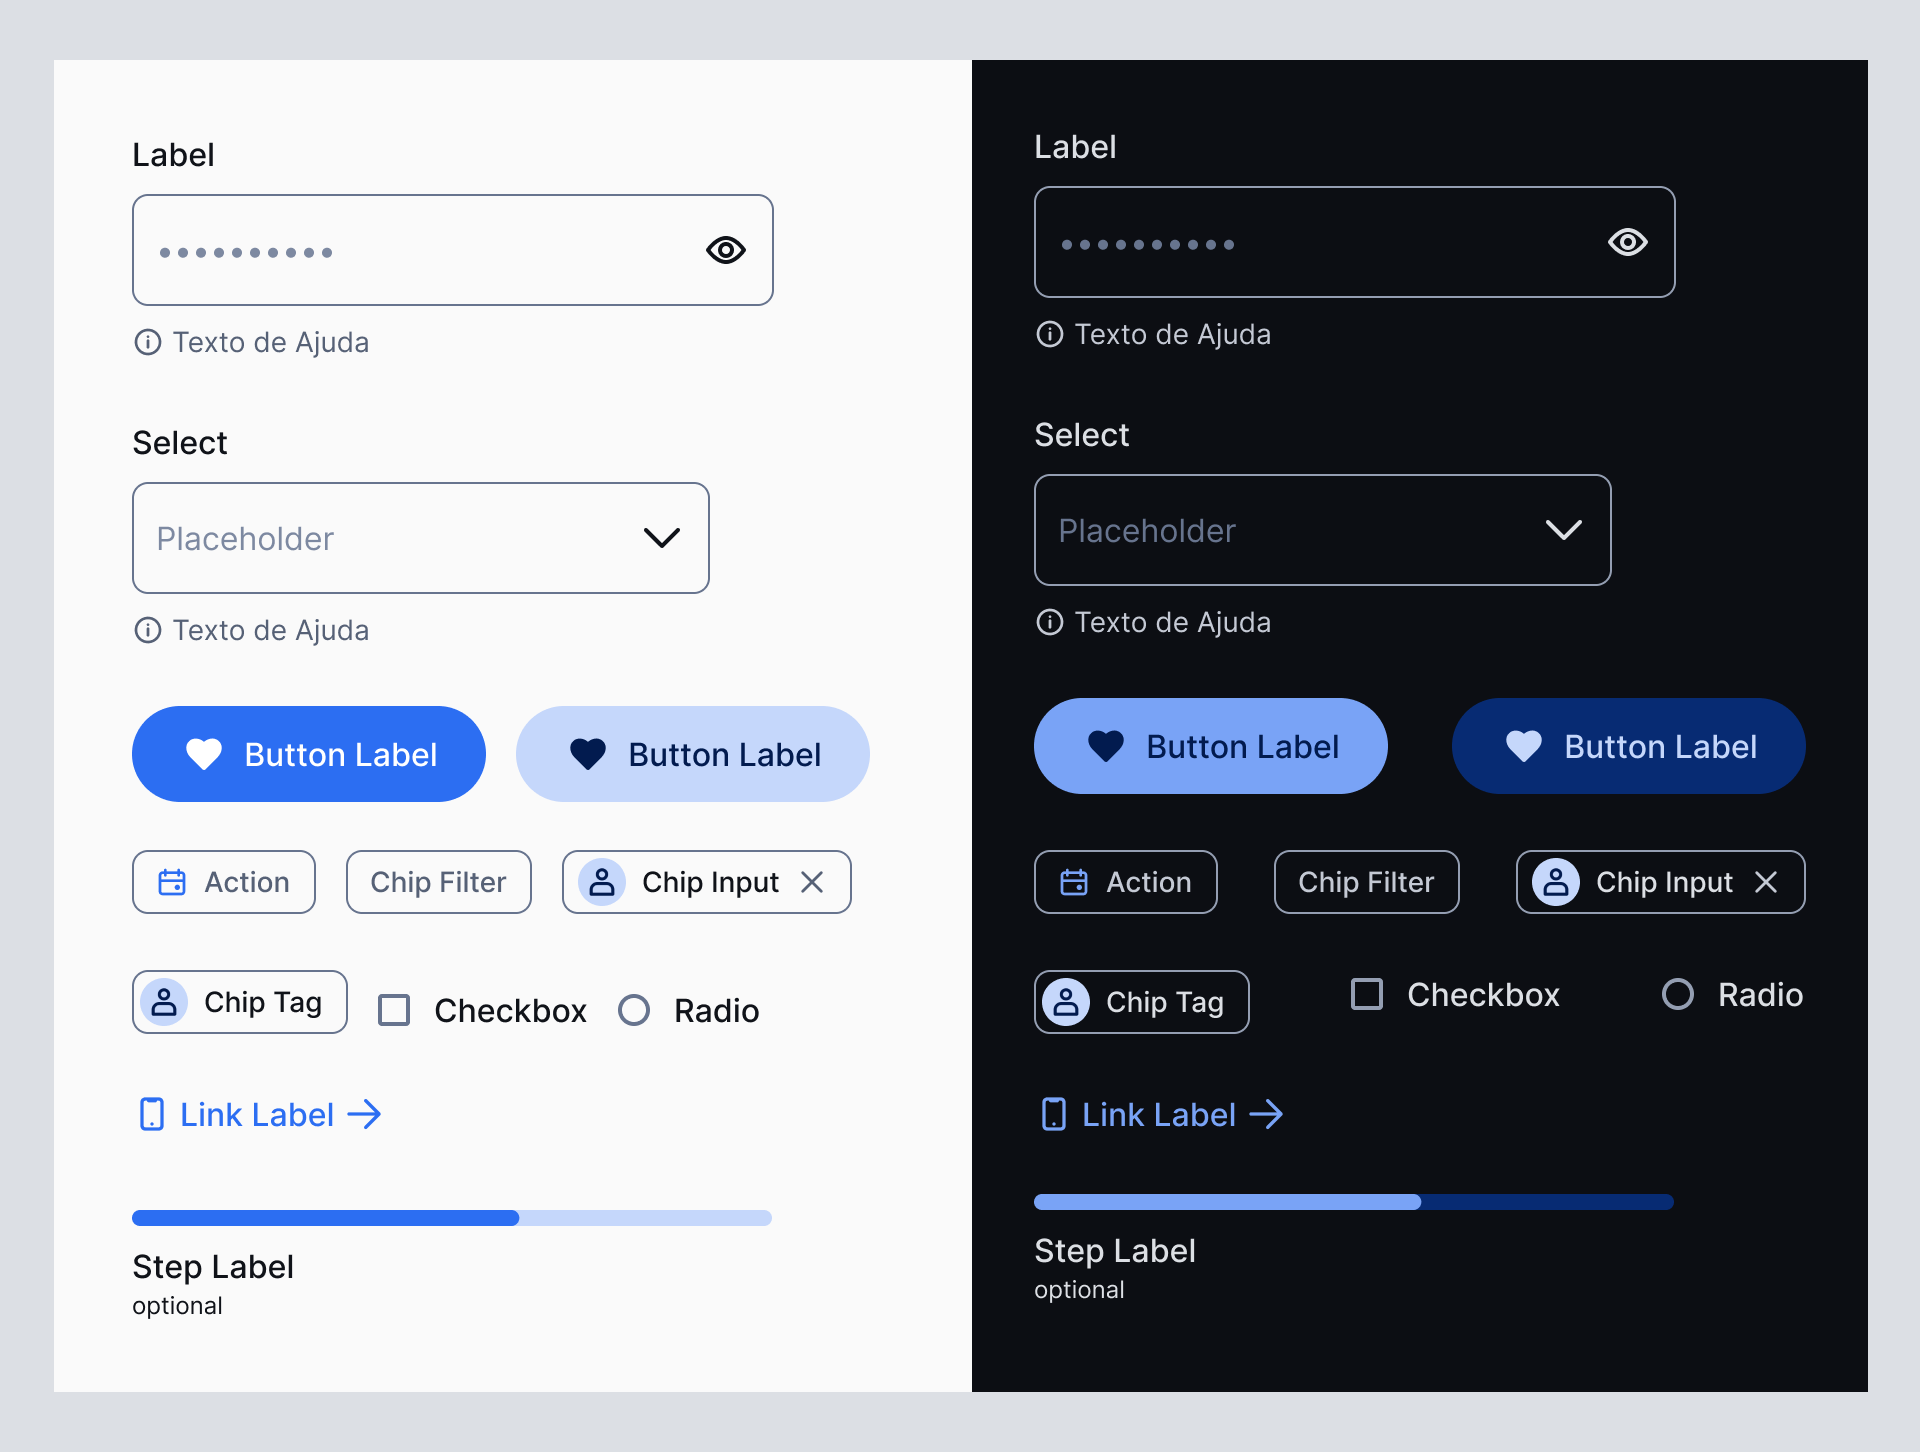 Label
••••••••••
Texto de Ajuda
Select
Placeholder
Texto de Ajuda
Button Label
Button Label
Action
Chip Filter
Chip Input
Chip Tag
Checkbox
Radio
Link Label
Step Label
optional
Label
••••••••••
Texto de Ajuda
Select
Placeholder
Texto de Ajuda
Button Label
Button Label
Action
Chip Filter
Chip Input
Chip Tag
Checkbox
Radio
Link Label
Step Label
optional